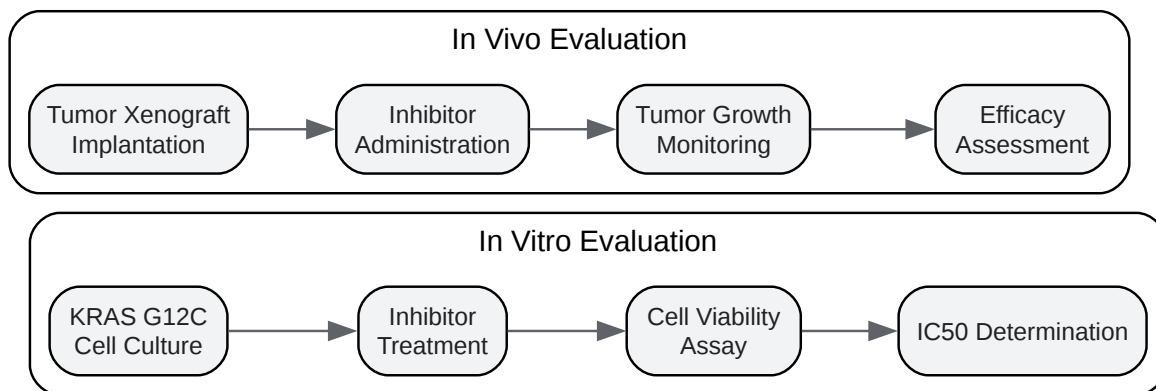 In Vivo Evaluation
Tumor Xenograft
Implantation
Inhibitor
Administration
Tumor Growth
Monitoring
Efficacy
Assessment
In Vitro Evaluation
KRAS G12C
Cell Culture
Inhibitor
Treatment
Cell Viability
Assay
IC50 Determination